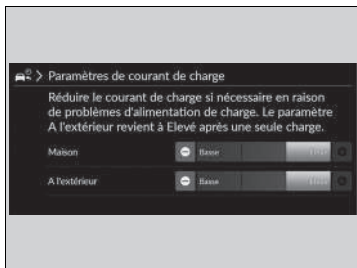 > Paramètres de courant de charge
Réduire le courant de charge si nécessaire en raison
de problèmes d'alimentation de charge. Le paramètre
A l'extérieur revient à Elevé après une seule charge.
Maison Basse
A l'extérieur Basse